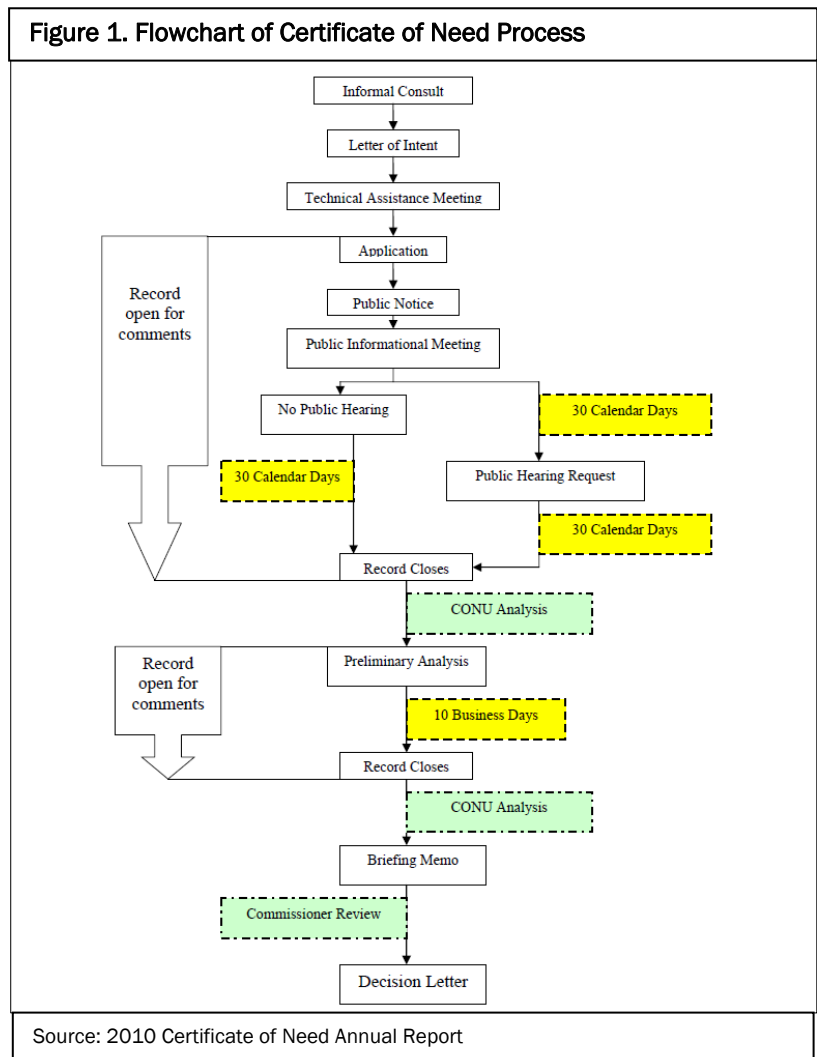 Figure 1. Flowchart of Certificate of Need Process
Informal Consult
Letter of Intent
Technical Assistance Meeting
Application
Record
open for
comments
Public Notice
Public Informational Meeting
No Public Hearing
30 Calendar Days
30 Calendar Days
Public Hearing Request
30 Calendar Days
Record Closes
CONU Analysis
Preliminary Analysis
Record
open for
comments
10 Business Days
Record Closes
CONU Analysis
Briefing Memo
Commissioner Review
Decision Letter
Source: 2010 Certificate of Need Annual Report